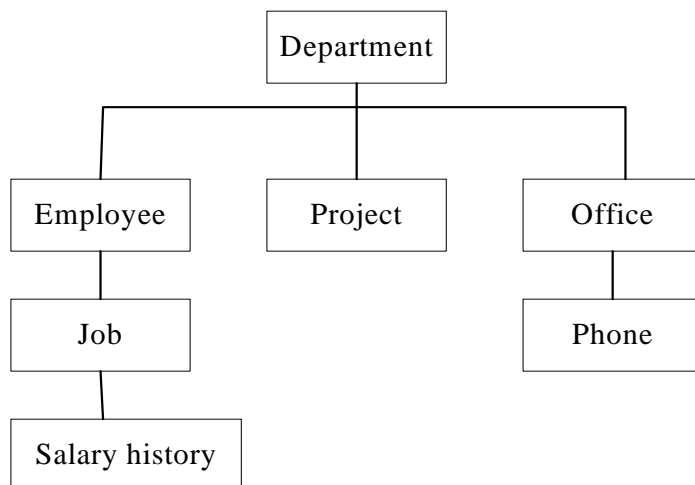 Department
Employee
Project
Office
Job
Phone
Salary history